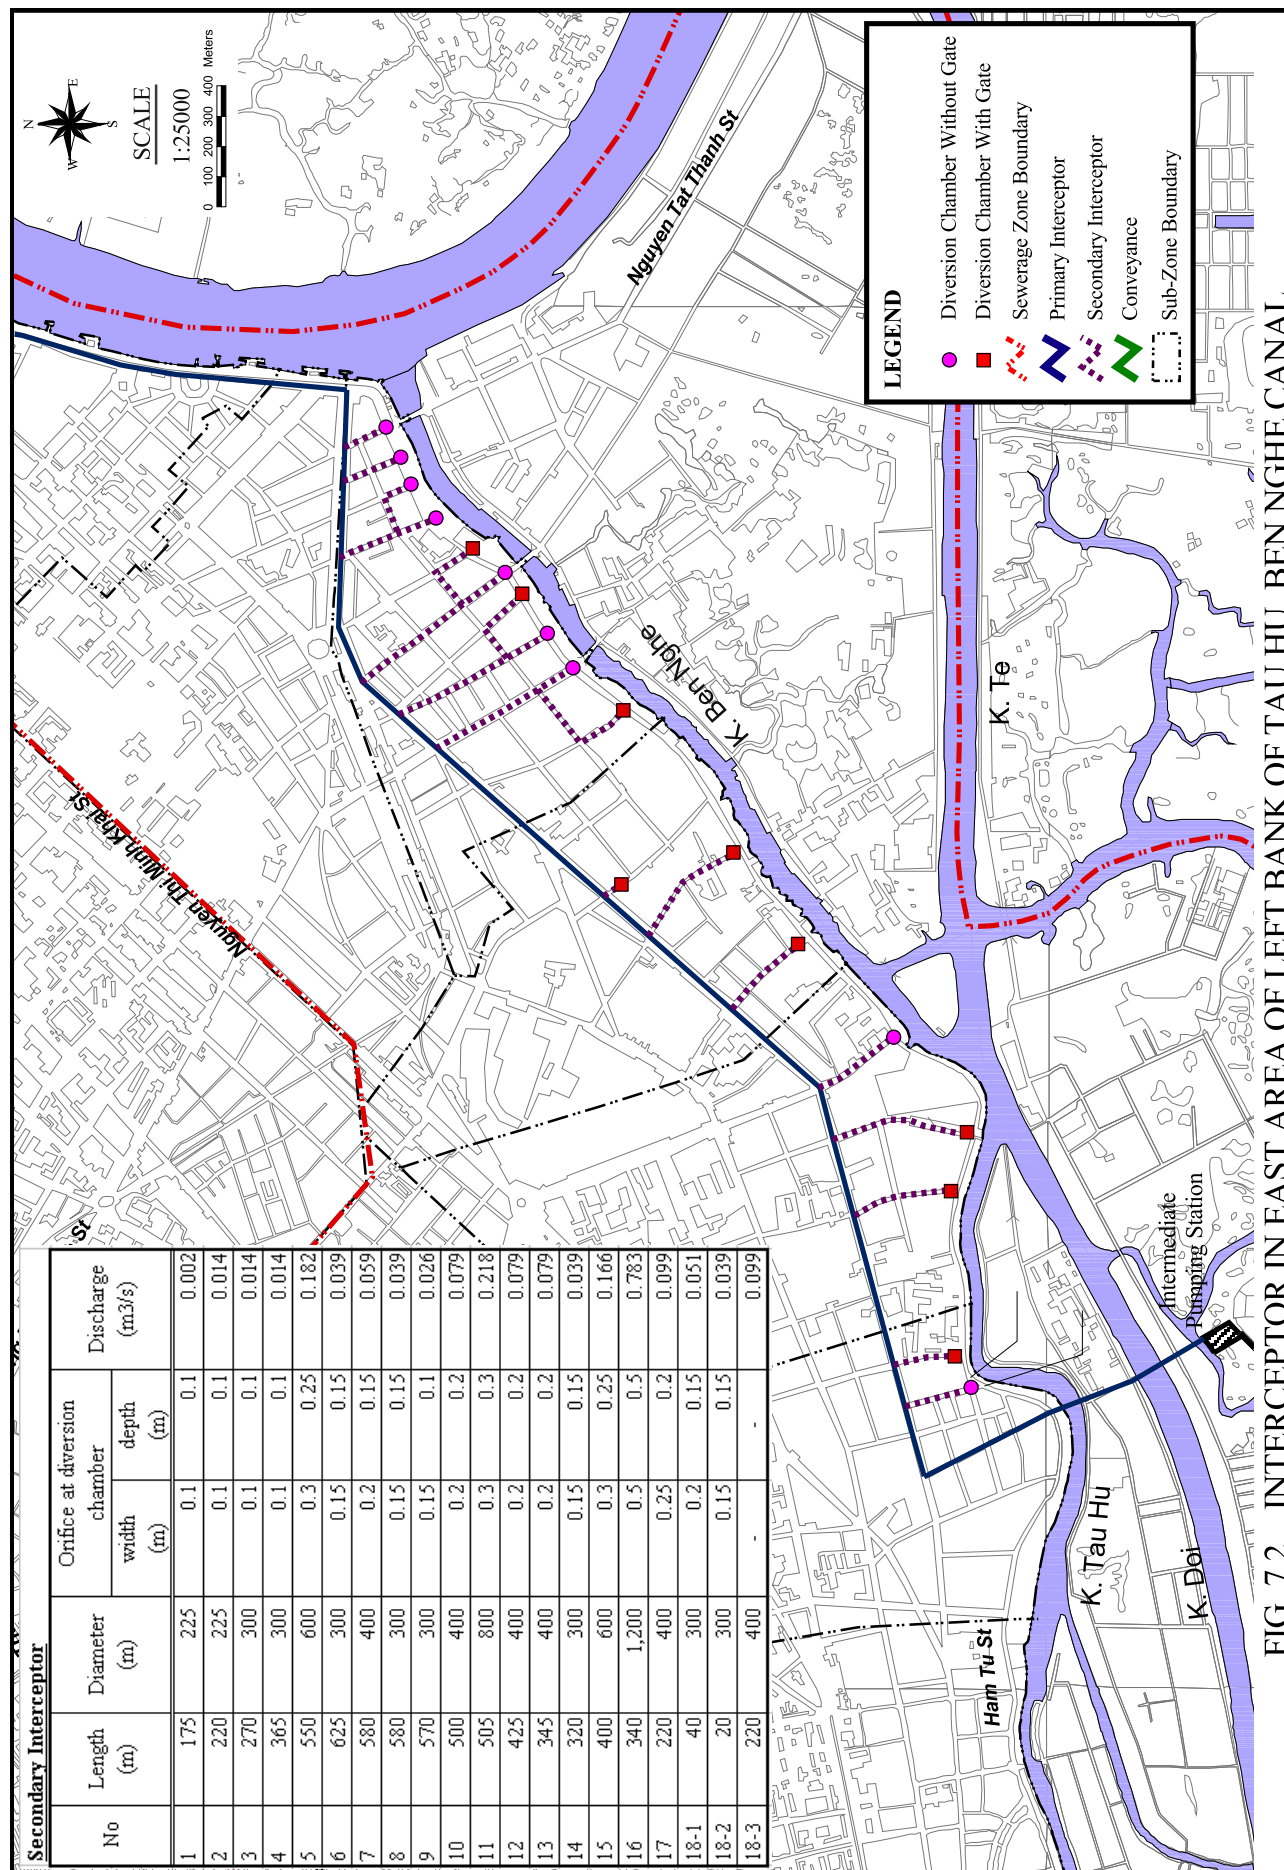 Secondary Interceptor
No Length (m) Diameter (m) Orifice at diversion chamber width (m) depth (m) Discharge (m3/s)
1 175 225 0.1 0.1 0.002
2 220 225 0.1 0.1 0.014
3 270 300 0.1 0.1 0.014
4 365 300 0.1 0.1 0.014
5 550 600 0.3 0.25 0.182
6 625 300 0.15 0.15 0.039
7 580 400 0.2 0.15 0.059
8 580 300 0.15 0.15 0.039
9 570 300 0.15 0.1 0.026
10 500 400 0.2 0.2 0.079
11 505 800 0.3 0.3 0.218
12 425 400 0.2 0.2 0.079
13 345 400 0.2 0.2 0.079
14 320 300 0.15 0.15 0.039
15 400 600 0.3 0.25 0.166
16 340 1,200 0.5 0.5 0.783
17 220 400 0.25 0.2 0.099
18-1 40 300 0.2 0.15 0.051
18-2 20 300 0.15 0.15 0.039
18-3 220 400 - - 0.099
N
W
E
S
SCALE
1:25000
0 100 200 300 400 Meters
St
Nguyen Thi Minh Khai St
Nguyen Tat Thanh St
K. Ben Nghe
K. Te
Intermediate
Pumping Station
Ham Tu St
K. Tau Hu
K. Doi
LEGEND
Diversion Chamber Without Gate
Diversion Chamber With Gate
Sewerage Zone Boundary
Primary Interceptor
Secondary Interceptor
Conveyance
Sub-Zone Boundary
FIG. 7.2 INTERCEPTOR IN EAST AREA OF LEFT BANK OF TAU HU, BEN NGHE CANAL